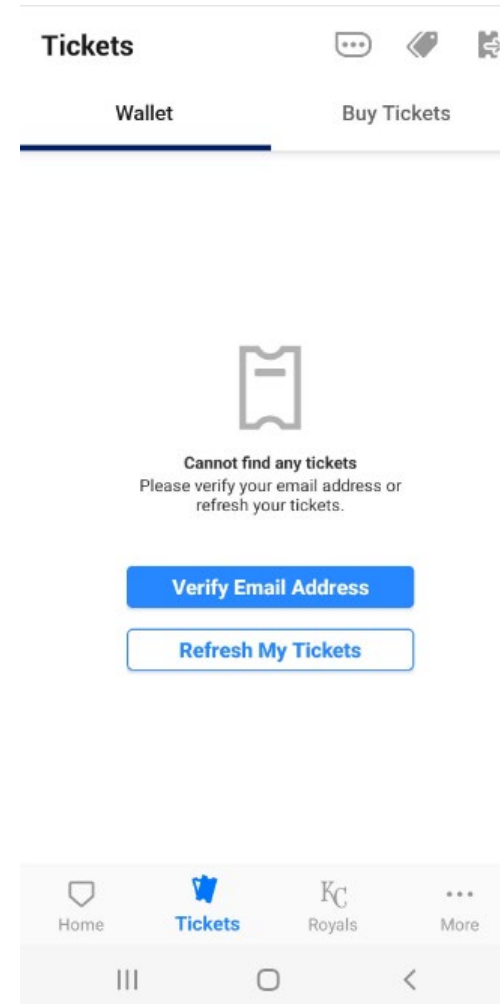 Tickets
Wallet
Buy Tickets
Cannot find any tickets
Please verify your email address or
refresh your tickets.
Verify Email Address
Refresh My Tickets
KC
Home
Tickets
Royals
More